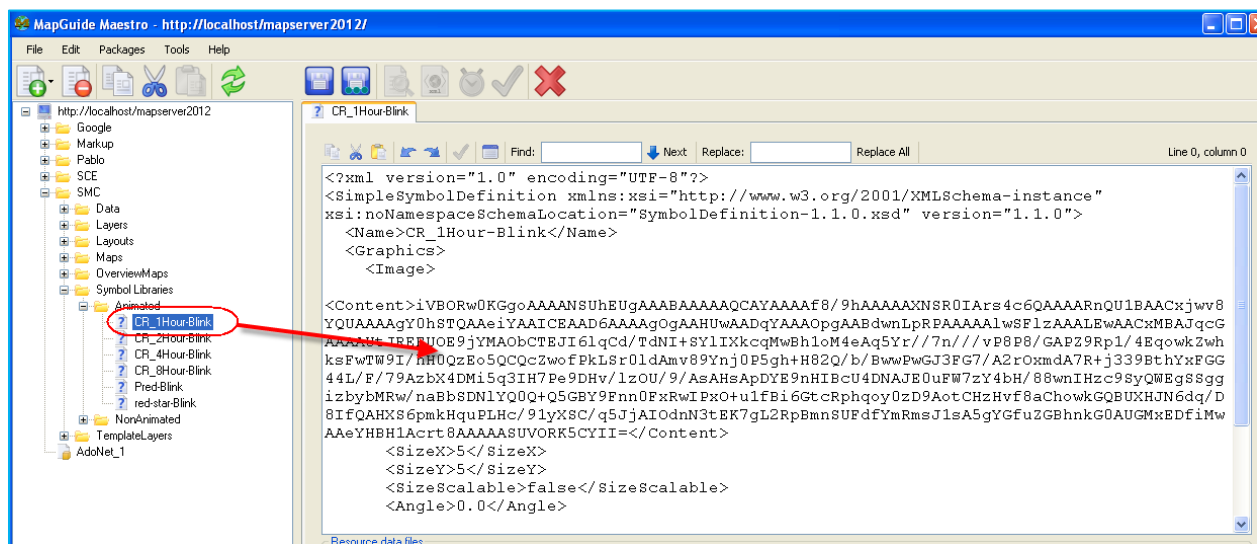 MapGuide Maestro - http://localhost/mapserver2012/
File Edit Packages Tools Help
http://localhost/mapserver2012
Google
Markup
Pablo
SCE
SMC
Data
Layers
Layouts
Maps
OverviewMaps
Symbol Libraries
Animated
CR_1Hour-Blink
CR_2Hour-Blink
CR_4Hour-Blink
CR_8Hour-Blink
Pred-Blink
red-star-Blink
NonAnimated
TemplateLayers
AdoNet_1
CR_1Hour-Blink
Find: Next Replace: Replace All Line 0, column 0
<?xml version="1.0" encoding="UTF-8"?>
<SimpleSymbolDefinition xmlns:xsi="http://www.w3.org/2001/XMLSchema-instance"
xsi:noNamespaceSchemaLocation="SymbolDefinition-1.1.0.xsd" version="1.1.0">
<Name>CR_1Hour-Blink</Name>
<Graphics>
<Image>
<Content>iVBORw0KGgoAAAANSUhEUgAAABAAAAAQCAYAAAAf8/9hAAAAAXNSR0IArs4c6QAAAARnQU1BAACxjwv8
YQUAAAAgY0hSTQAAeiYAAICEAAD6AAAAgOgAAHUwAADqYAAAOpgAABdwnLpRPAAAAAlwSFlzAAALEwAACxMBAJqcG
44L/F/79AzbX4DMi5q3IH7Pe9DHv/lzOU/9/AsAHsApDYE9nHIBcU4DNAJE0uFW7zY4bH/88wnIHzc9SyQWEgSSgg
izbybMRw/naBbSDNlYQ0Q+Q5GBY9Fnn0FxRwIPxO+u1fBi6GtcRphqoy0zD9AotCHzHvf8aChowkGQBUXHJN6dq/D
8IfQAHXS6pmkHquPLHc/91yXSC/q5JjAIOdnN3tEK7gL2RpBmnSUFdfYmRmsJ1sA5gYGfuZGBhnkG0AUGMxEDfiMw
AAeYHBH1Acrt8AAAAASUVORK5CYII=</Content>
<SizeX>5</SizeX>
<SizeY>5</SizeY>
<SizeScalable>false</SizeScalable>
<Angle>0.0</Angle>
Resource data files